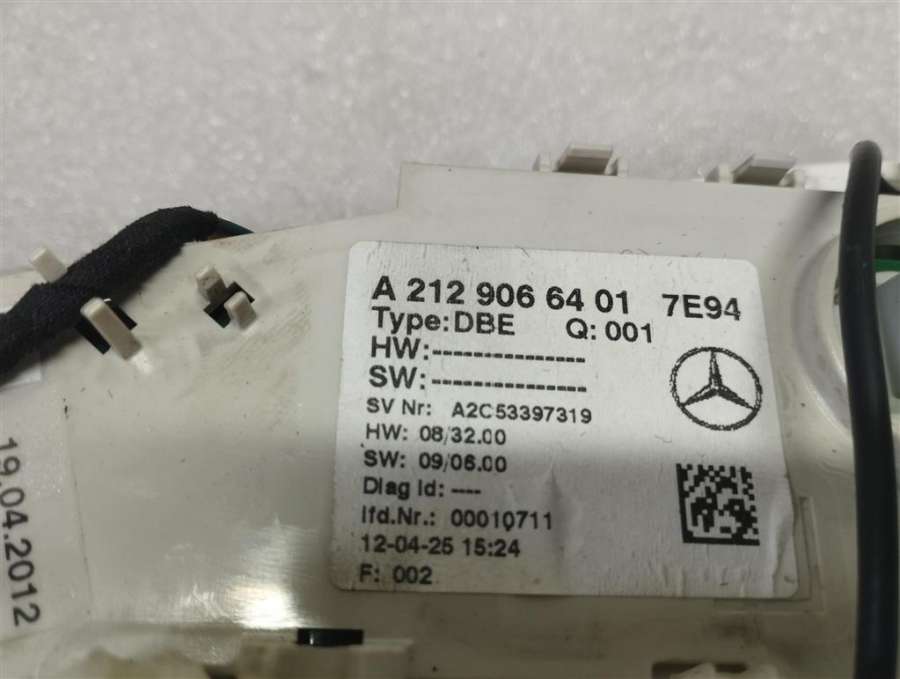 A 212 906 64 01 7E94
Type:DBE Q: 001
HW:---------------
SW:---------------
SV Nr: A2C53397319
HW: 08/32.00
SW: 09/06.00
Diag Id: ----
lfd.Nr.: 00010711
12-04-25 15:24
F: 002
19.04.2012